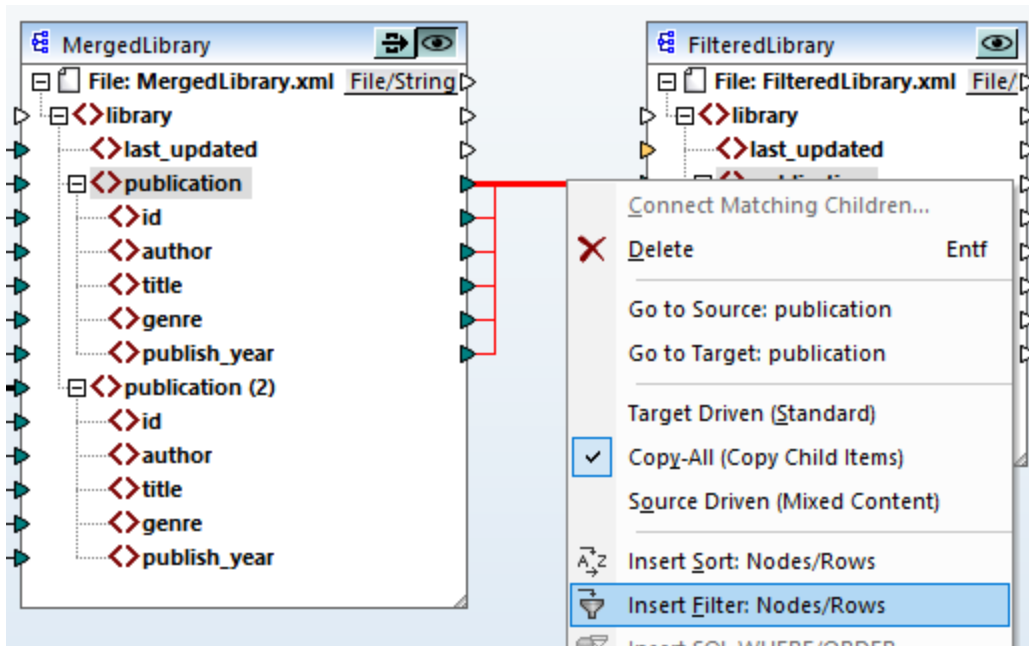 MergedLibrary
File: MergedLibrary.xml File/String
library
last_updated
publication
id
author
title
genre
publish_year
publication (2)
id
author
title
genre
publish_year
FilteredLibrary
File: FilteredLibrary.xml File/
library
last_updated
Connect Matching Children...
Delete Entf
Go to Source: publication
Go to Target: publication
Target Driven (Standard)
Copy-All (Copy Child Items)
Source Driven (Mixed Content)
A Z Insert Sort: Nodes/Rows
Insert Filter: Nodes/Rows